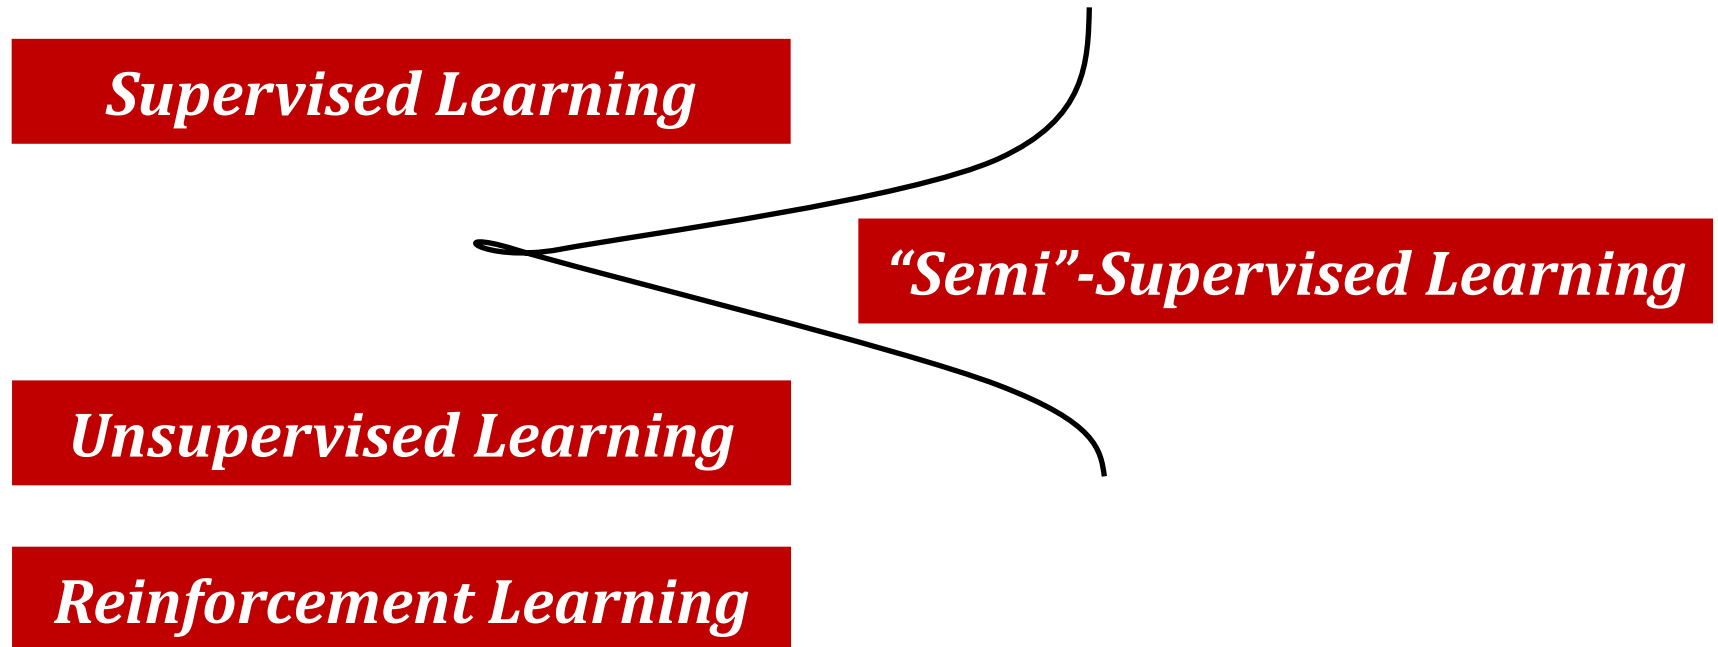 Supervised Learning
“Semi”-Supervised Learning
Unsupervised Learning
Reinforcement Learning